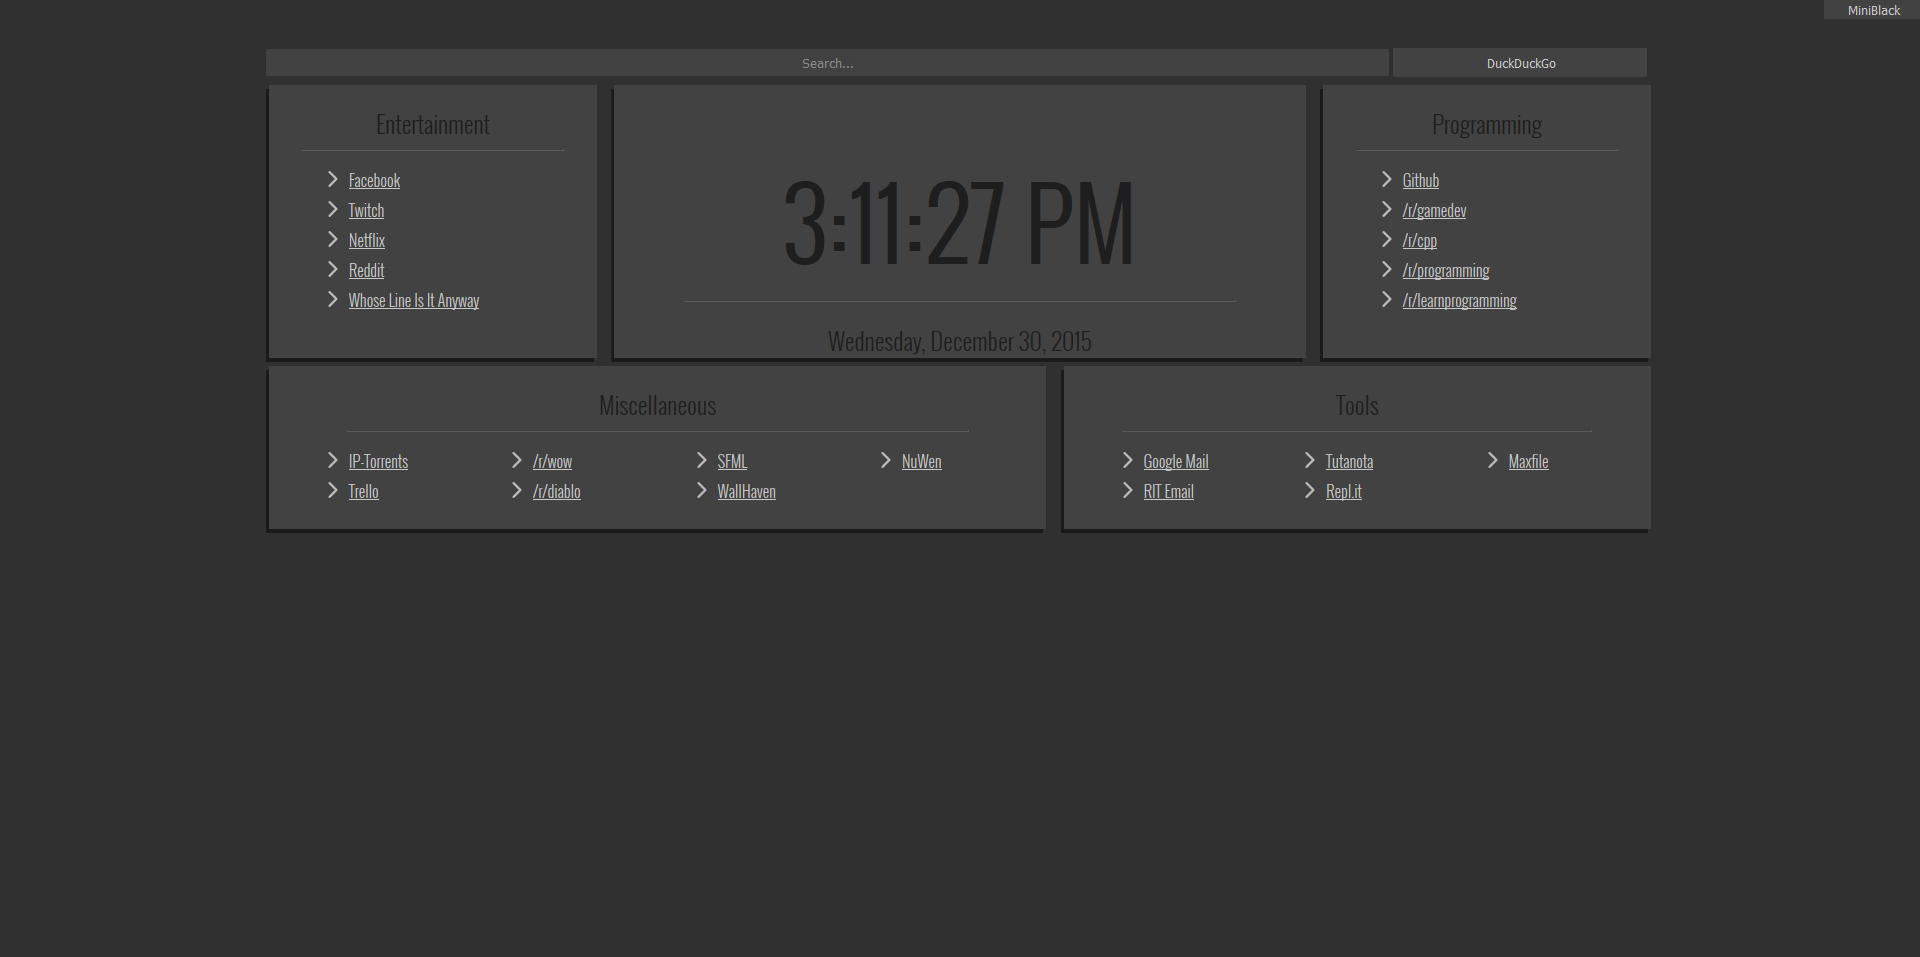 MiniBlack
Search...
DuckDuckGo
Entertainment
Facebook
Twitch
Netflix
Reddit
Whose Line Is It Anyway
3:11:27 PM
Wednesday, December 30, 2015
Programming
Github
/r/gamedev
/r/cpp
/r/programming
/r/learnprogramming
Miscellaneous
IP-Torrents
/r/wow
SFML
NuWen
Trello
/r/diablo
WallHaven
Tools
Google Mail
Tutanota
Maxfile
RIT Email
Repl.it